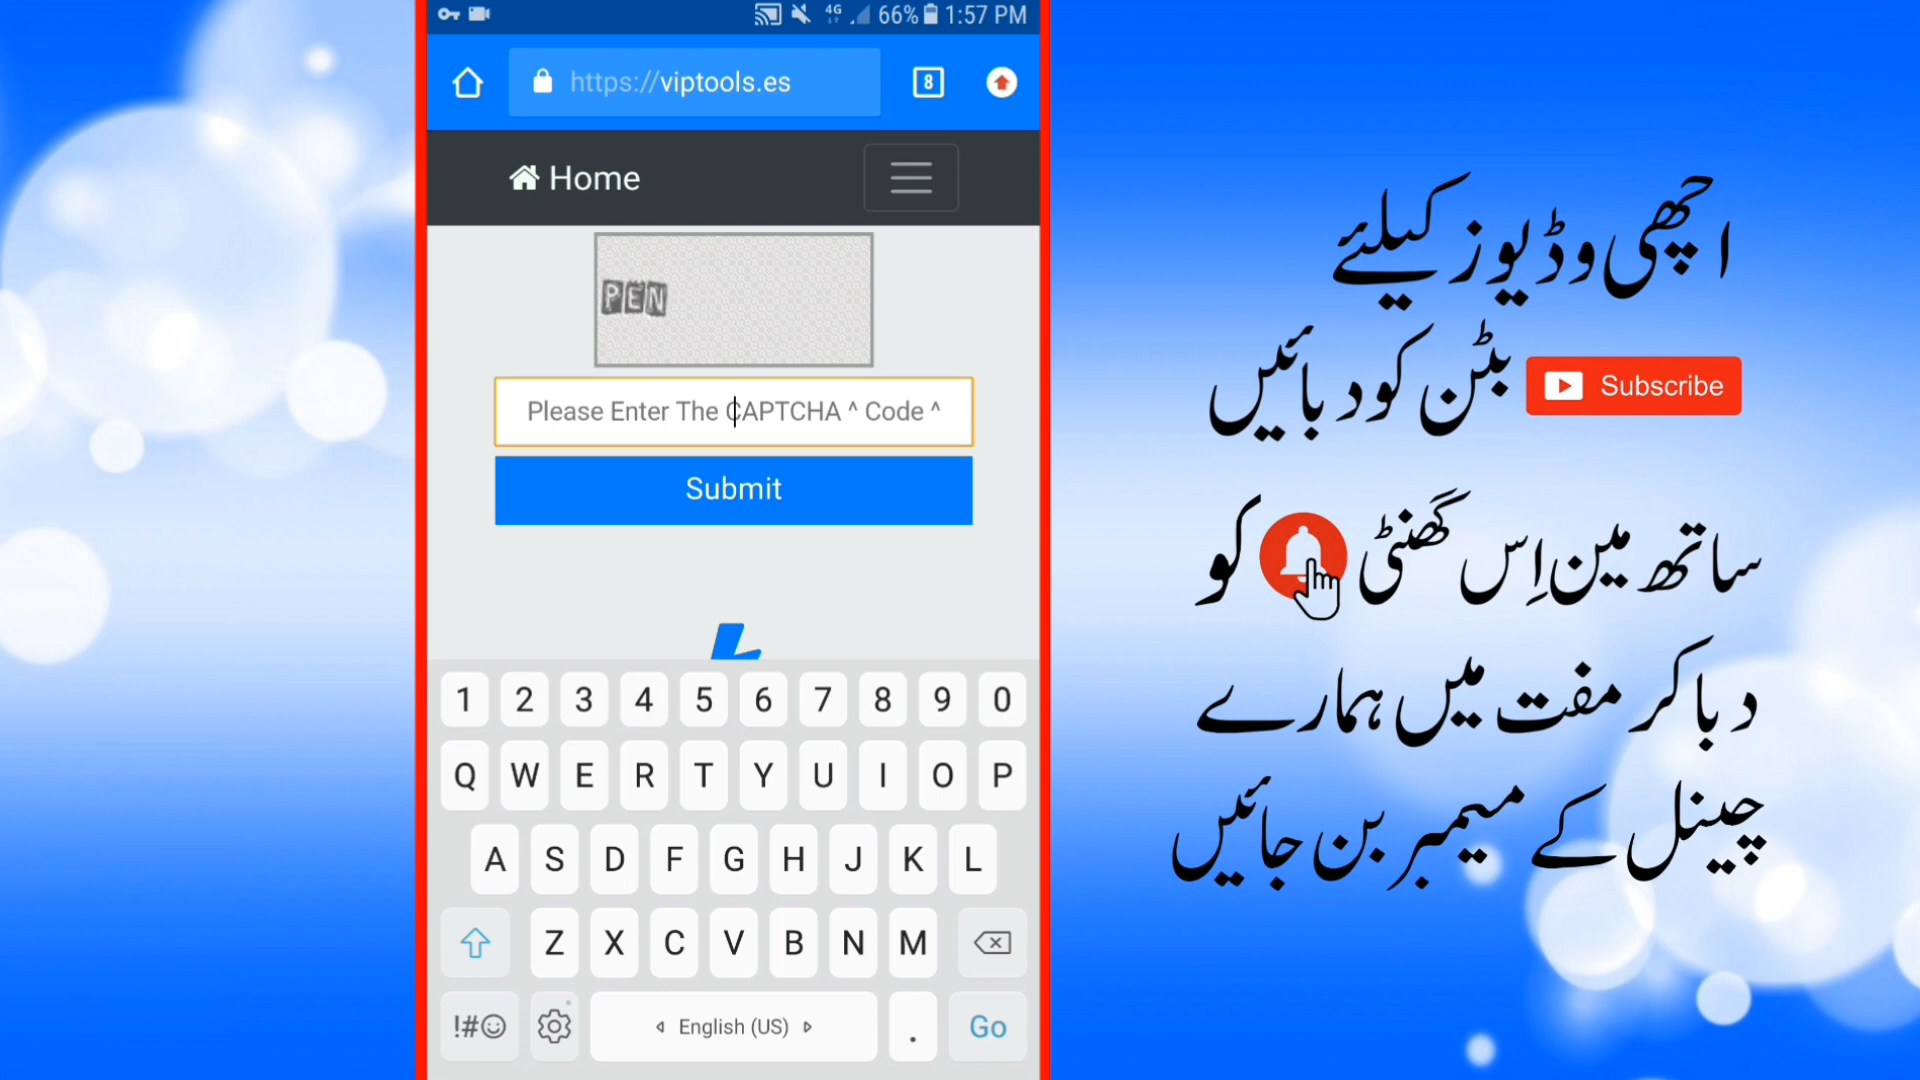 4G 66% 1:57 PM
https://viptools.es 8
Home
PEN
Please Enter The CAPTCHA ^ Code ^
Submit
1 2 3 4 5 6 7 8 9 0
Q W E R T Y U I O P
A S D F G H J K L
Z X C V B N M
!#☺ English (US) . Go
اچھی وڈیوز کیلئے
Subscribe بٹن کو دبائیں
ساتھ مین اِس گھنٹی کو
دبا کر مفت میں ہمارے
چینل کے میمبر بن جائیں